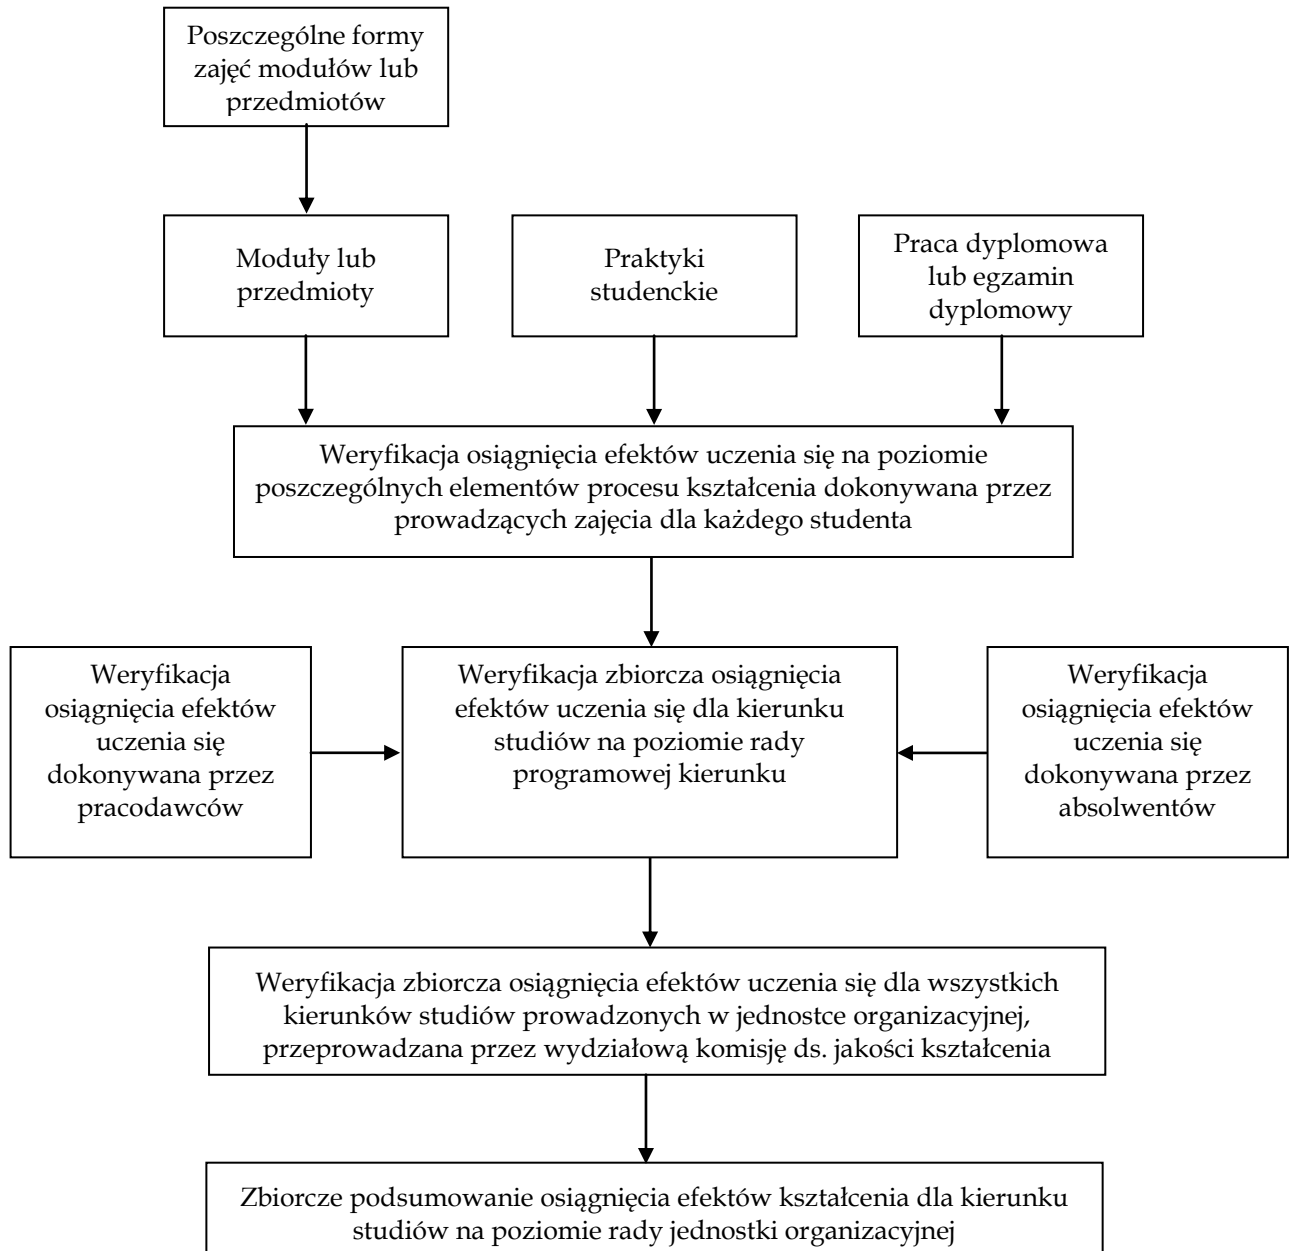 Poszczególne formy
zajęć modułów lub
przedmiotów
Moduły lub
przedmioty
Praktyki
studenckie
Praca dyplomowa
lub egzamin
dyplomowy
Weryfikacja osiągnięcia efektów uczenia się na poziomie
poszczególnych elementów procesu kształcenia dokonywana przez
prowadzących zajęcia dla każdego studenta
Weryfikacja
osiągnięcia efektów
uczenia się
dokonywana przez
pracodawców
Weryfikacja zbiorcza osiągnięcia
efektów uczenia się dla kierunku
studiów na poziomie rady
programowej kierunku
Weryfikacja
osiągnięcia efektów
uczenia się
dokonywana przez
absolwentów
Weryfikacja zbiorcza osiągnięcia efektów uczenia się dla wszystkich
kierunków studiów prowadzonych w jednostce organizacyjnej,
przeprowadzana przez wydziałową komisję ds. jakości kształcenia
Zbiorcze podsumowanie osiągnięcia efektów kształcenia dla kierunku
studiów na poziomie rady jednostki organizacyjnej